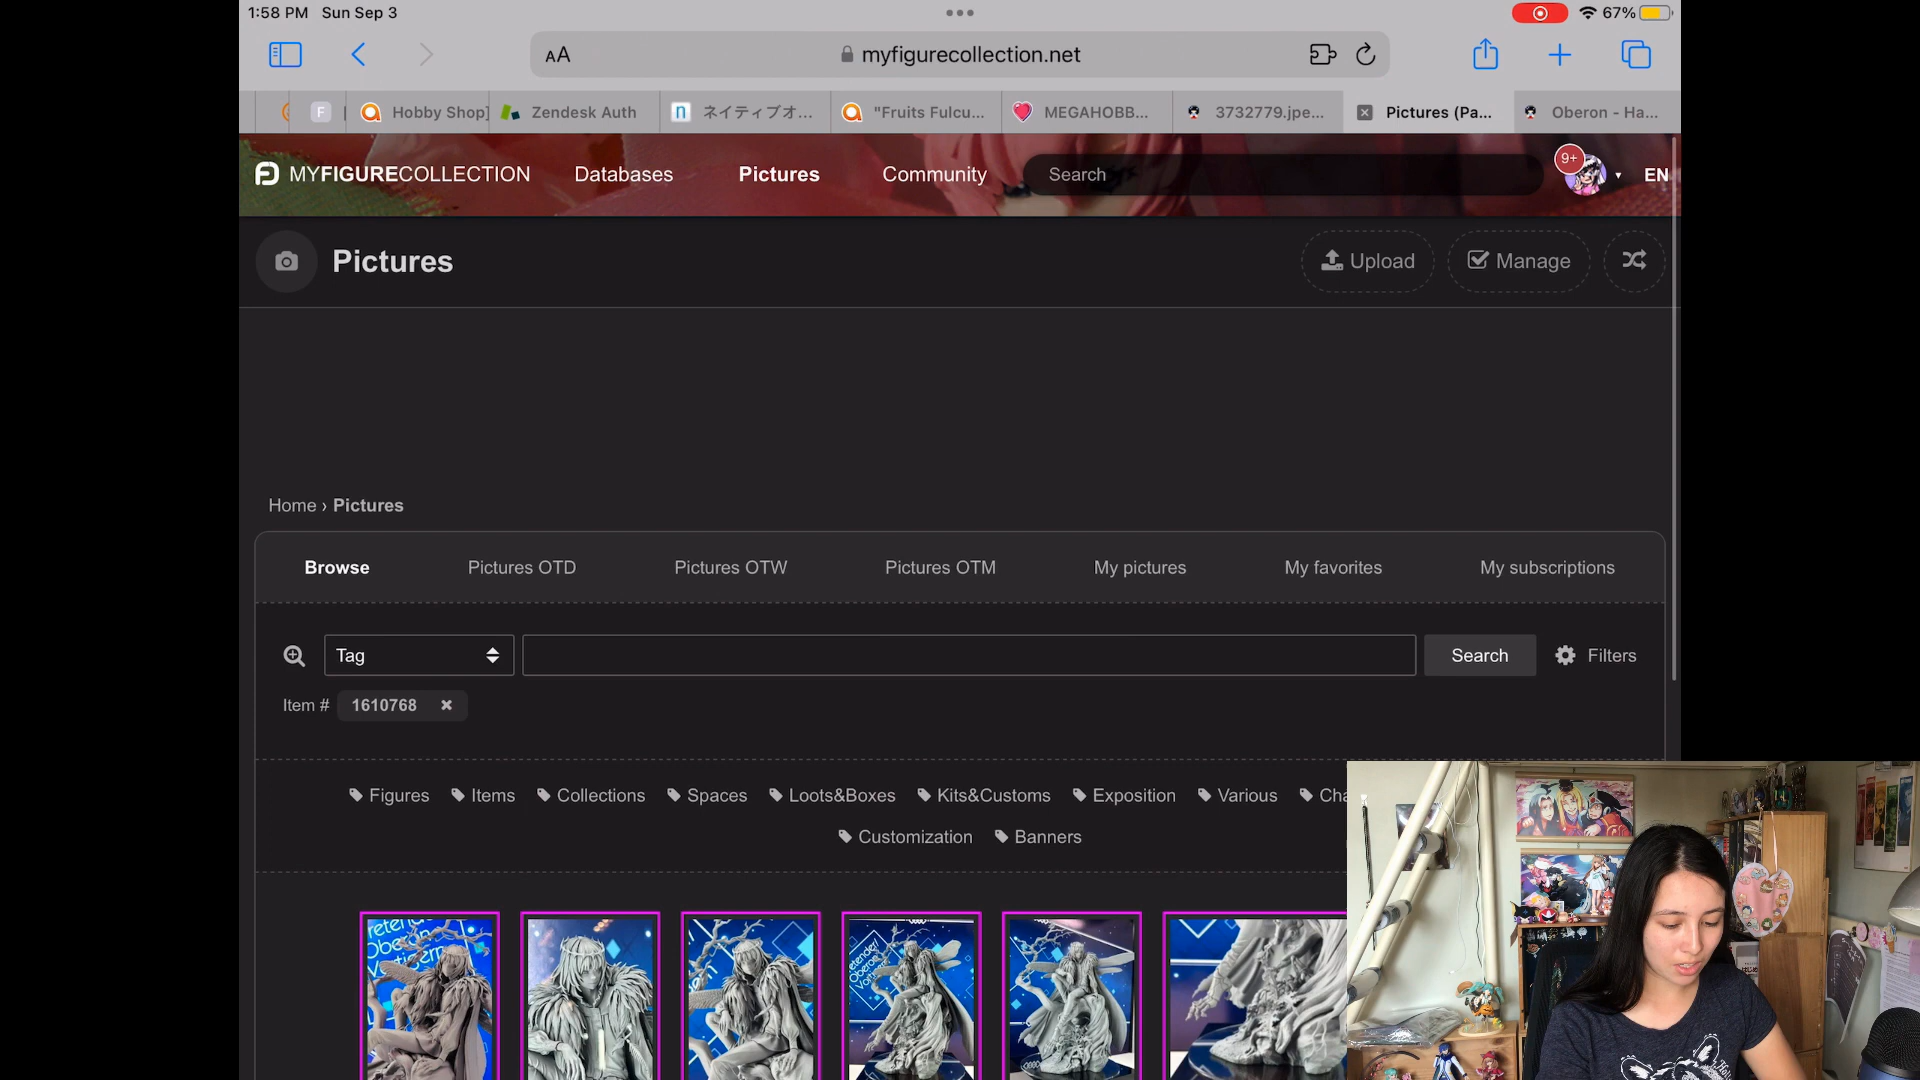 1:58 PM Sun Sep 3
67%
AA
myfigurecollection.net
F
Hobby Shop]
Zendesk Auth
n
ネイティブオ...
"Fruits Fulcu...
MEGAHOBB...
3732779.jpe...
Pictures (Pa...
Oberon - Ha...
MYFIGURECOLLECTION
Databases
Pictures
Community
Search
9+
EN
Pictures
Upload
Manage
Home › Pictures
Browse
Pictures OTD
Pictures OTW
Pictures OTM
My pictures
My favorites
My subscriptions
Tag
Search
Filters
Item # 1610768
Figures
Items
Collections
Spaces
Loots&Boxes
Kits&Customs
Exposition
Various
Cha
Customization
Banners